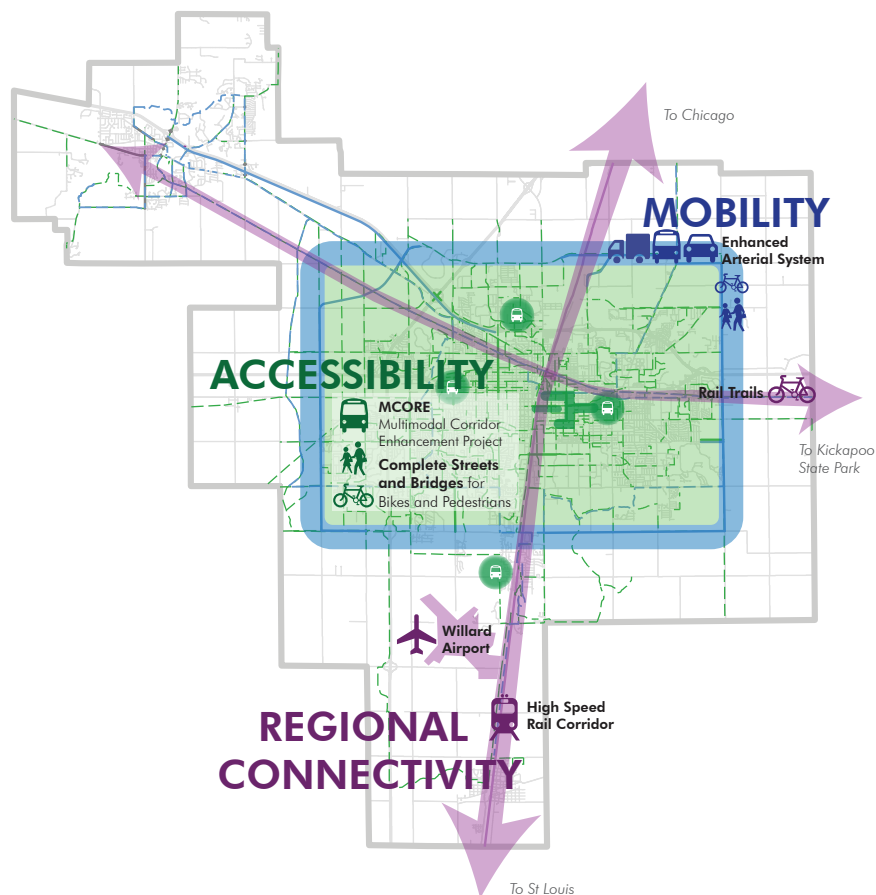 To Chicago
MOBILITY
Enhanced
Arterial System
ACCESSIBILITY
MCORE
Multimodal Corridor
Enhancement Project
Complete Streets
and Bridges for
Bikes and Pedestrians
Rail Trails
To Kickapoo
State Park
Willard
Airport
High Speed
Rail Corridor
REGIONAL
CONNECTIVITY
To St Louis